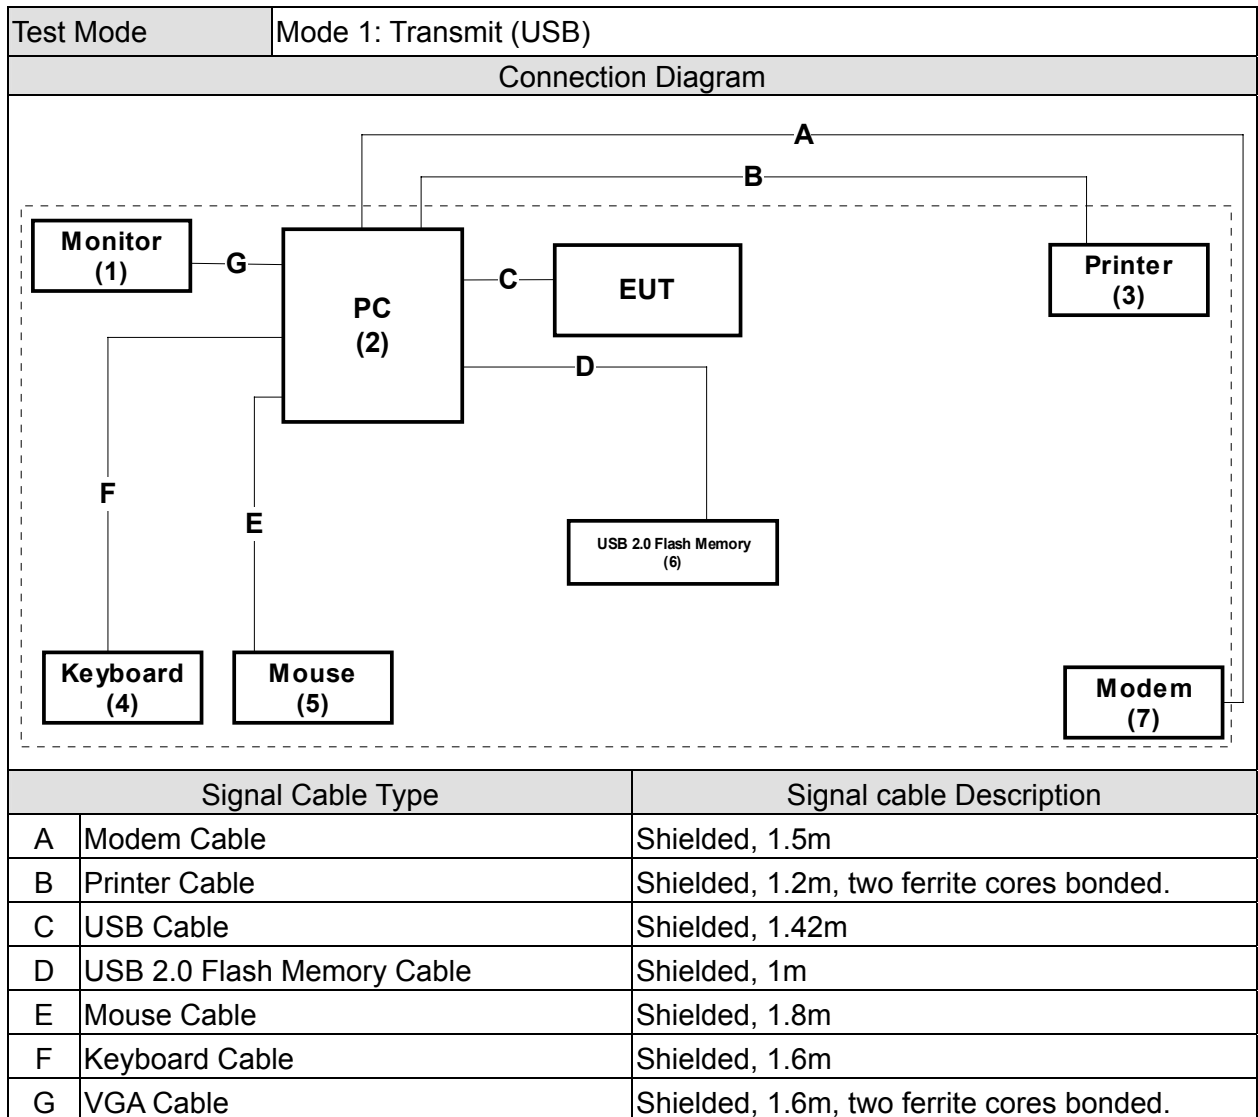 Test Mode Mode 1: Transmit (USB)
Connection Diagram
A
B
Monitor
(1)
G
PC
(2)
C
EUT
Printer
(3)
D
F
E
USB 2.0 Flash Memory
(6)
Keyboard
(4)
Mouse
(5)
Modem
(7)
Signal Cable Type Signal cable Description
A Modem Cable Shielded, 1.5m
B Printer Cable Shielded, 1.2m, two ferrite cores bonded.
C USB Cable Shielded, 1.42m
D USB 2.0 Flash Memory Cable Shielded, 1m
E Mouse Cable Shielded, 1.8m
F Keyboard Cable Shielded, 1.6m
G VGA Cable Shielded, 1.6m, two ferrite cores bonded.